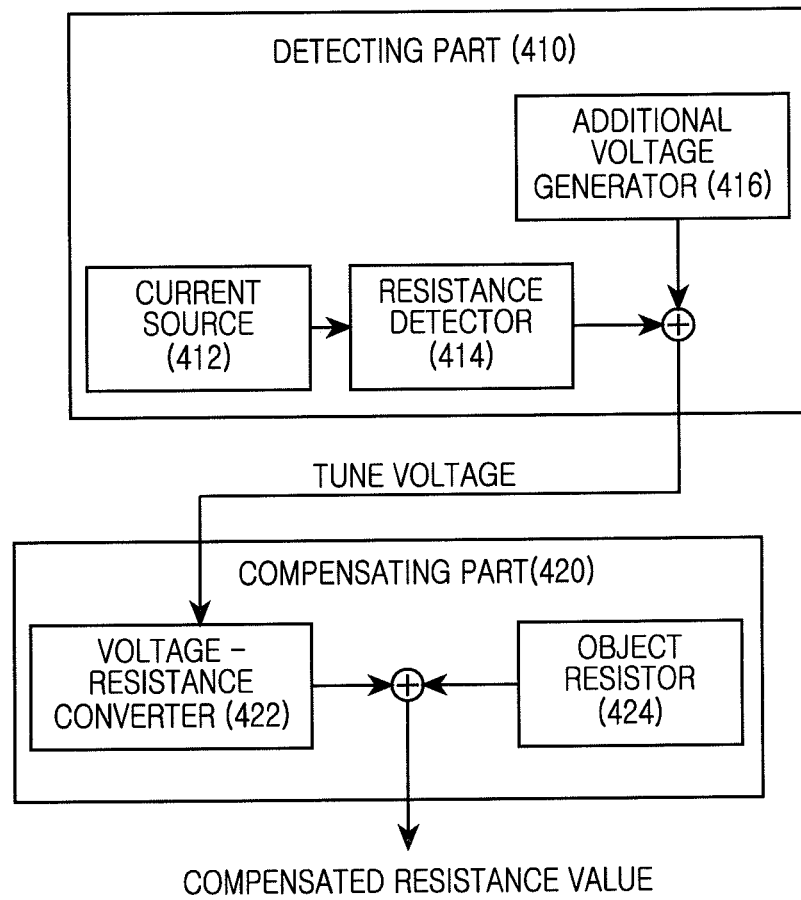 DETECTING PART (410)
ADDITIONAL
VOLTAGE
GENERATOR (416)
CURRENT
SOURCE
(412)
RESISTANCE
DETECTOR
(414)
TUNE VOLTAGE
COMPENSATING PART(420)
VOLTAGE –
RESISTANCE
CONVERTER (422)
OBJECT
RESISTOR
(424)
COMPENSATED RESISTANCE VALUE